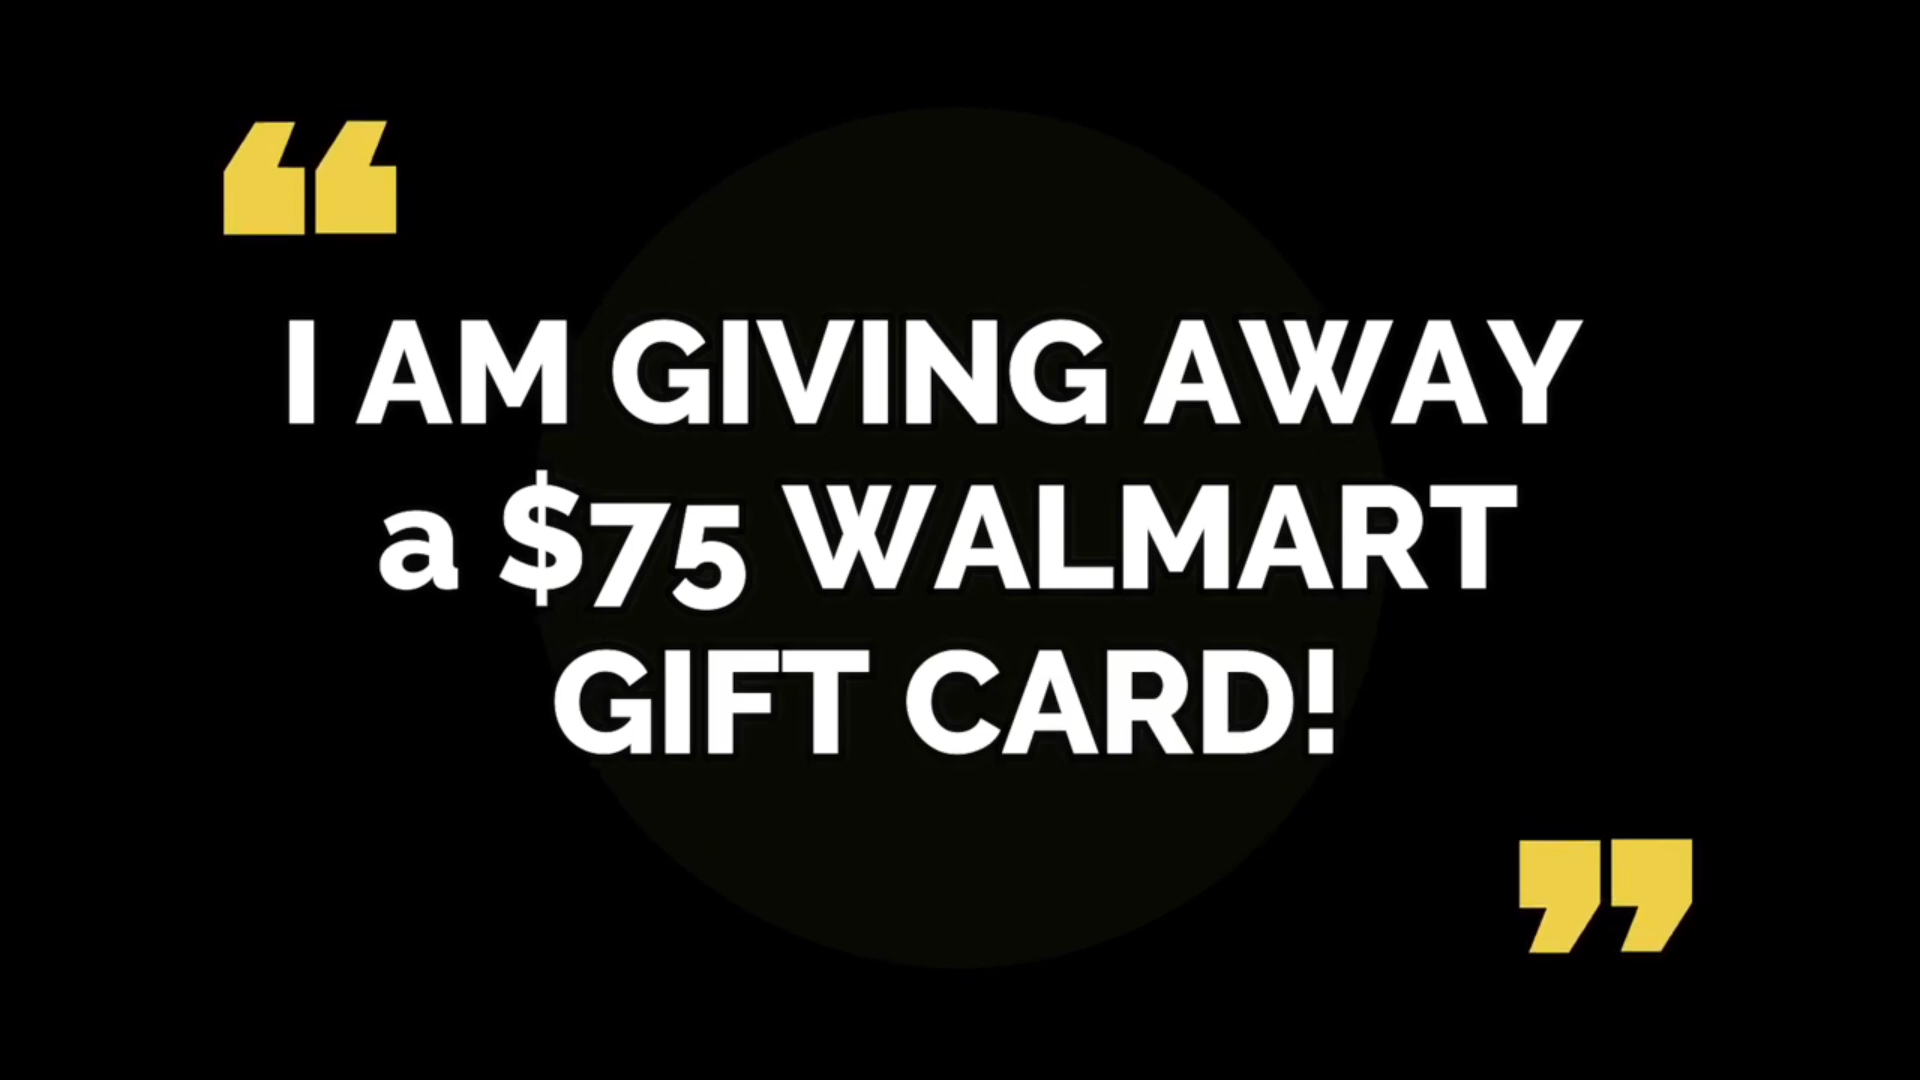 “
I AM GIVING AWAY
a $75 WALMART
GIFT CARD!
”